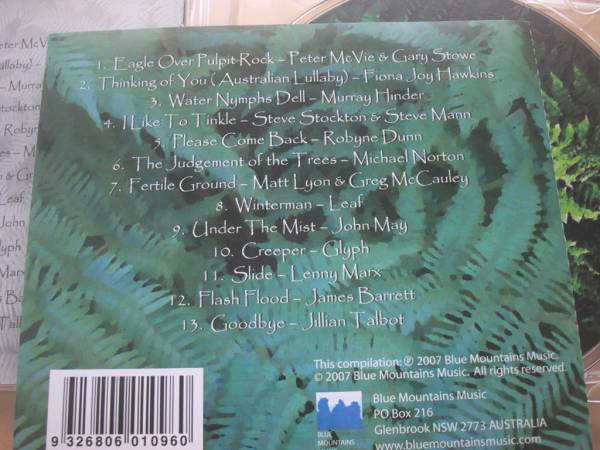 1. Eagle Over Pulpit Rock – Peter McVie & Gary Stowe
2. Thinking of You (Australian Lullaby) – Fiona Joy Hawkins
3. Water Nymphs Dell – Murray Hinder
4. I Like To Tinkle – Steve Stockton & Steve Mann
5. Please Come Back – Robyne Dunn
6. The Judgement of the Trees – Michael Norton
7. Fertile Ground – Matt Lyon & Greg McCauley
8. Winterman – Leaf
9. Under The Mist – John May
10. Creeper – Glyph
11. Slide – Lenny Marx
12. Flash Flood – James Barrett
13. Goodbye – Jillian Talbot
This compilation: ℗ 2007 Blue Mountains Music.
© 2007 Blue Mountains Music. All rights reserved.
Blue Mountains Music
PO Box 216
Glenbrook NSW 2773 AUSTRALIA
www.bluemountainsmusic.com
BLUE
MOUNTAINS
9 326806 010960